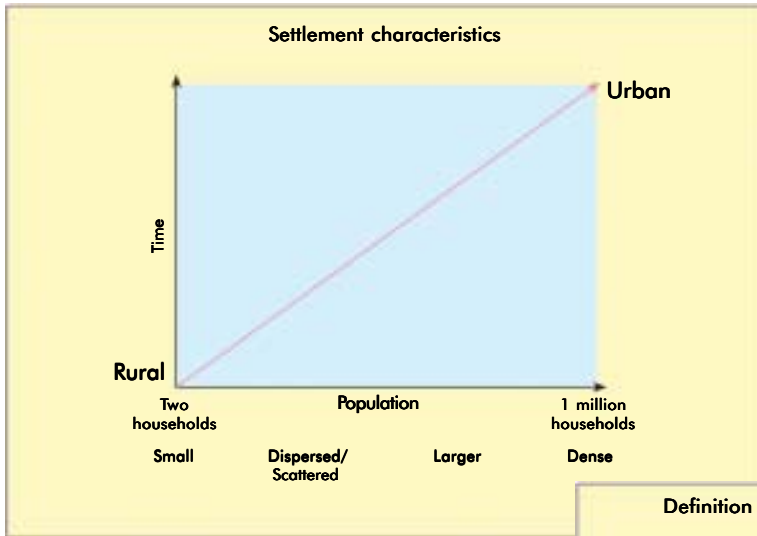 Settlement characteristics
Urban
Time
Rural
Two households
Population
1 million households
Small
Dispersed/
Scattered
Larger
Dense
Definition